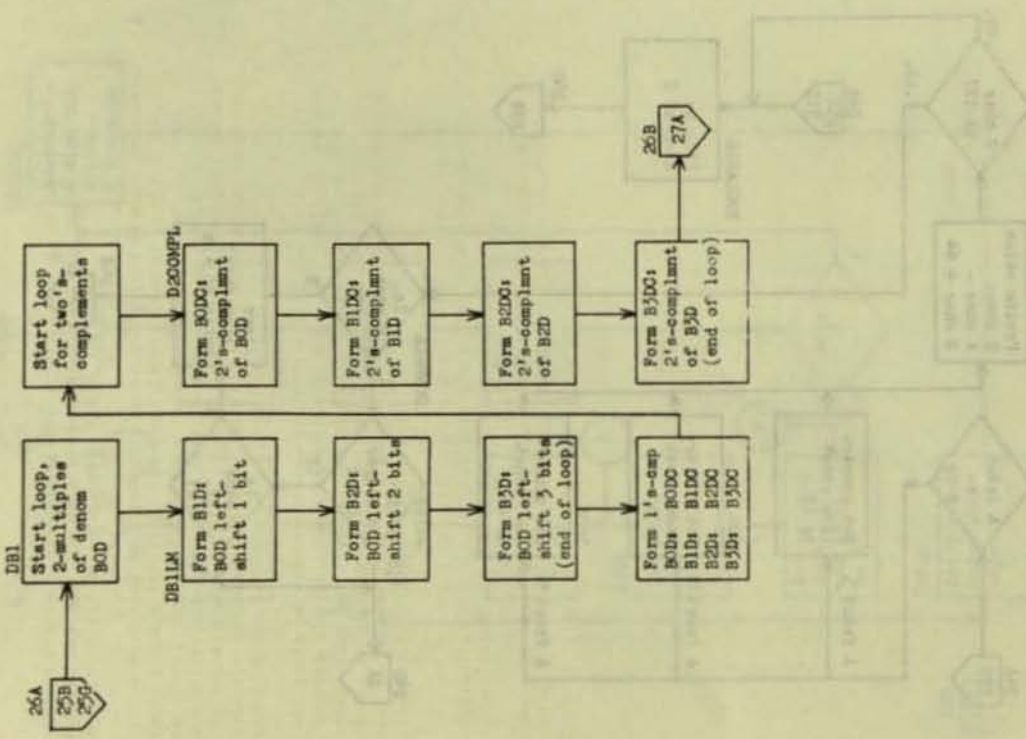 26A
25B
25G
DB1
Start loop,
2-multiples
of denom
BOD
DB1LM
Form B1D:
BOD left-
shift 1 bit
Form B2D:
BOD left-
shift 2 bits
Form B3D:
BOD left-
shift 3 bits
(end of loop)
Form 1's-cmp
BOD: BODC
B1D: B1DC
B2D: B2DC
B3D: B3DC
Start loop
for two's-
complements
D2COMPL
Form BODC:
2's-complmnt
of BOD
Form B1DC:
2's-complmnt
of B1D
Form B2DC:
2's-complmnt
of B2D
Form B3DC:
2's-complmnt
of B3D
(end of loop)
26B
27A